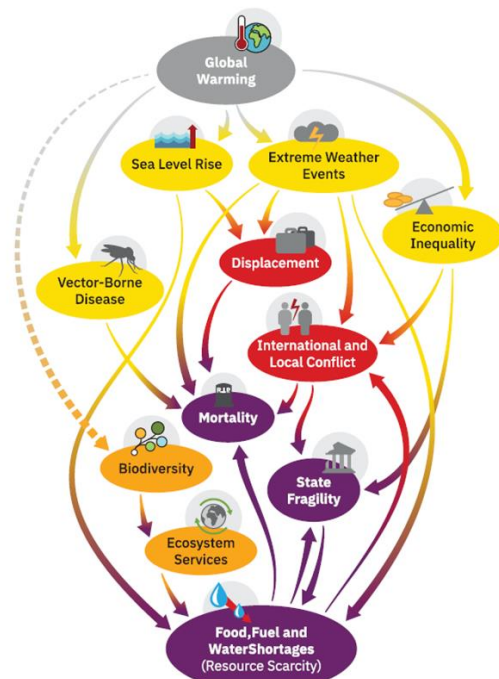 Global
Warming
Sea Level Rise
Extreme Weather
Events
Economic
Inequality
Displacement
Vector-Borne
Disease
International and
Local Conflict
Mortality
Biodiversity
State
Fragility
Ecosystem
Services
Food,Fuel and
WaterShortages
(Resource Scarcity)